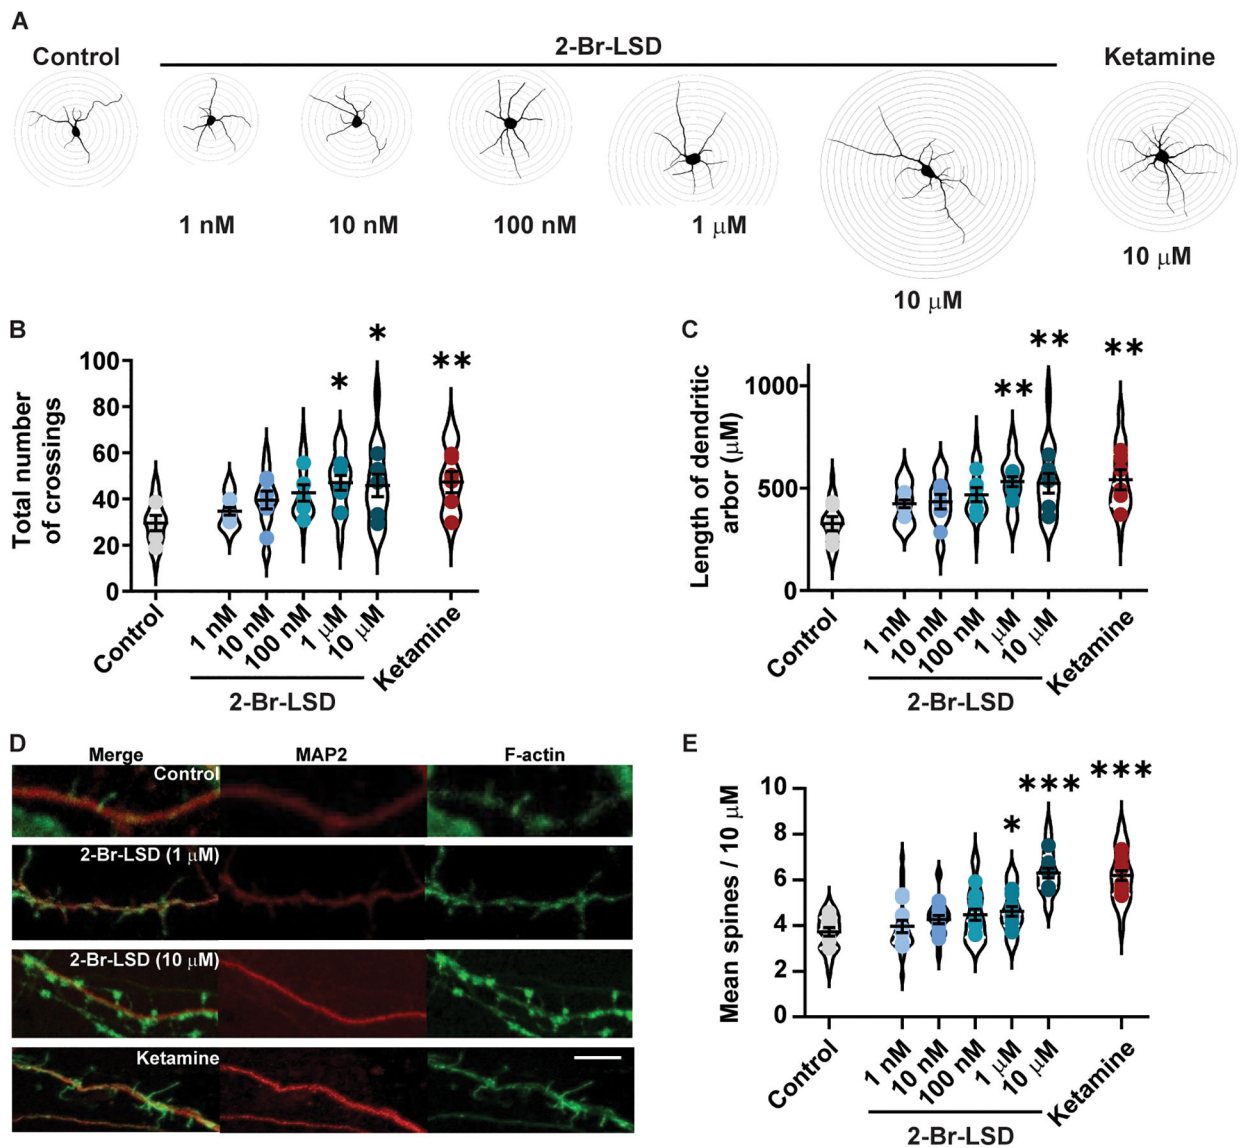 A
Control
2-Br-LSD
Ketamine
1 nM
10 nM
100 nM
1 μM
10 μM
10 μM
B
Total number
of crossings
100
80
60
40
20
0
*
*
**
Control
1 nM
10 nM
100 nM
1 μM
10 μM
Ketamine
2-Br-LSD
C
Length of dendritic
arbor (μM)
1000
500
0
**
**
**
Control
1 nM
10 nM
100 nM
1 μM
10 μM
Ketamine
2-Br-LSD
D
Merge
MAP2
F-actin
Control
2-Br-LSD (1 μM)
2-Br-LSD (10 μM)
Ketamine
E
Mean spines / 10 μM
10
8
6
4
2
0
*
***
***
Control
1 nM
10 nM
100 nM
1 μM
10 μM
Ketamine
2-Br-LSD